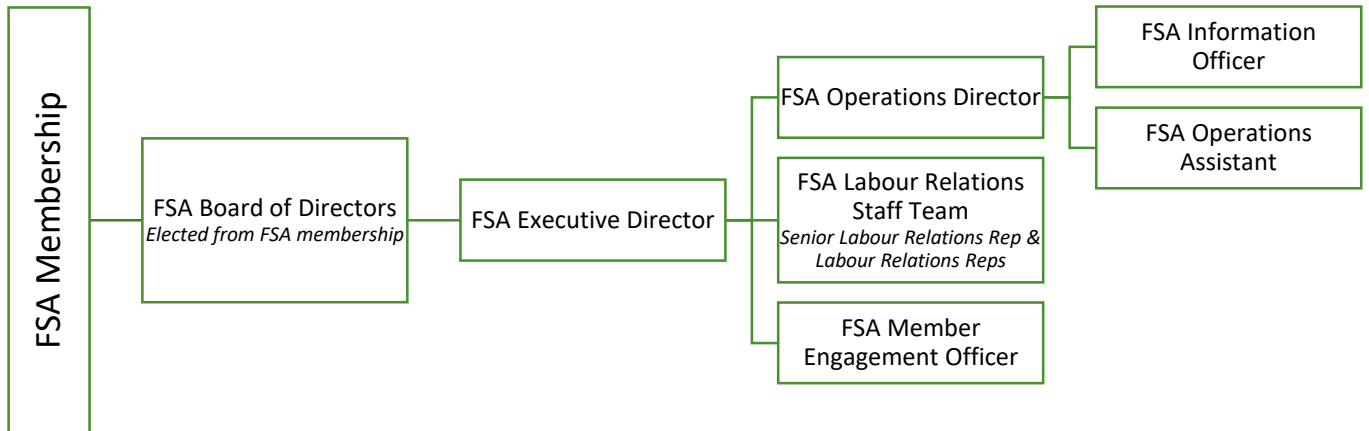 FSA Membership
FSA Board of Directors
Elected from FSA membership
FSA Executive Director
FSA Operations Director
FSA Labour Relations
Staff Team
Senior Labour Relations Rep &
Labour Relations Reps
FSA Member
Engagement Officer
FSA Information
Officer
FSA Operations
Assistant